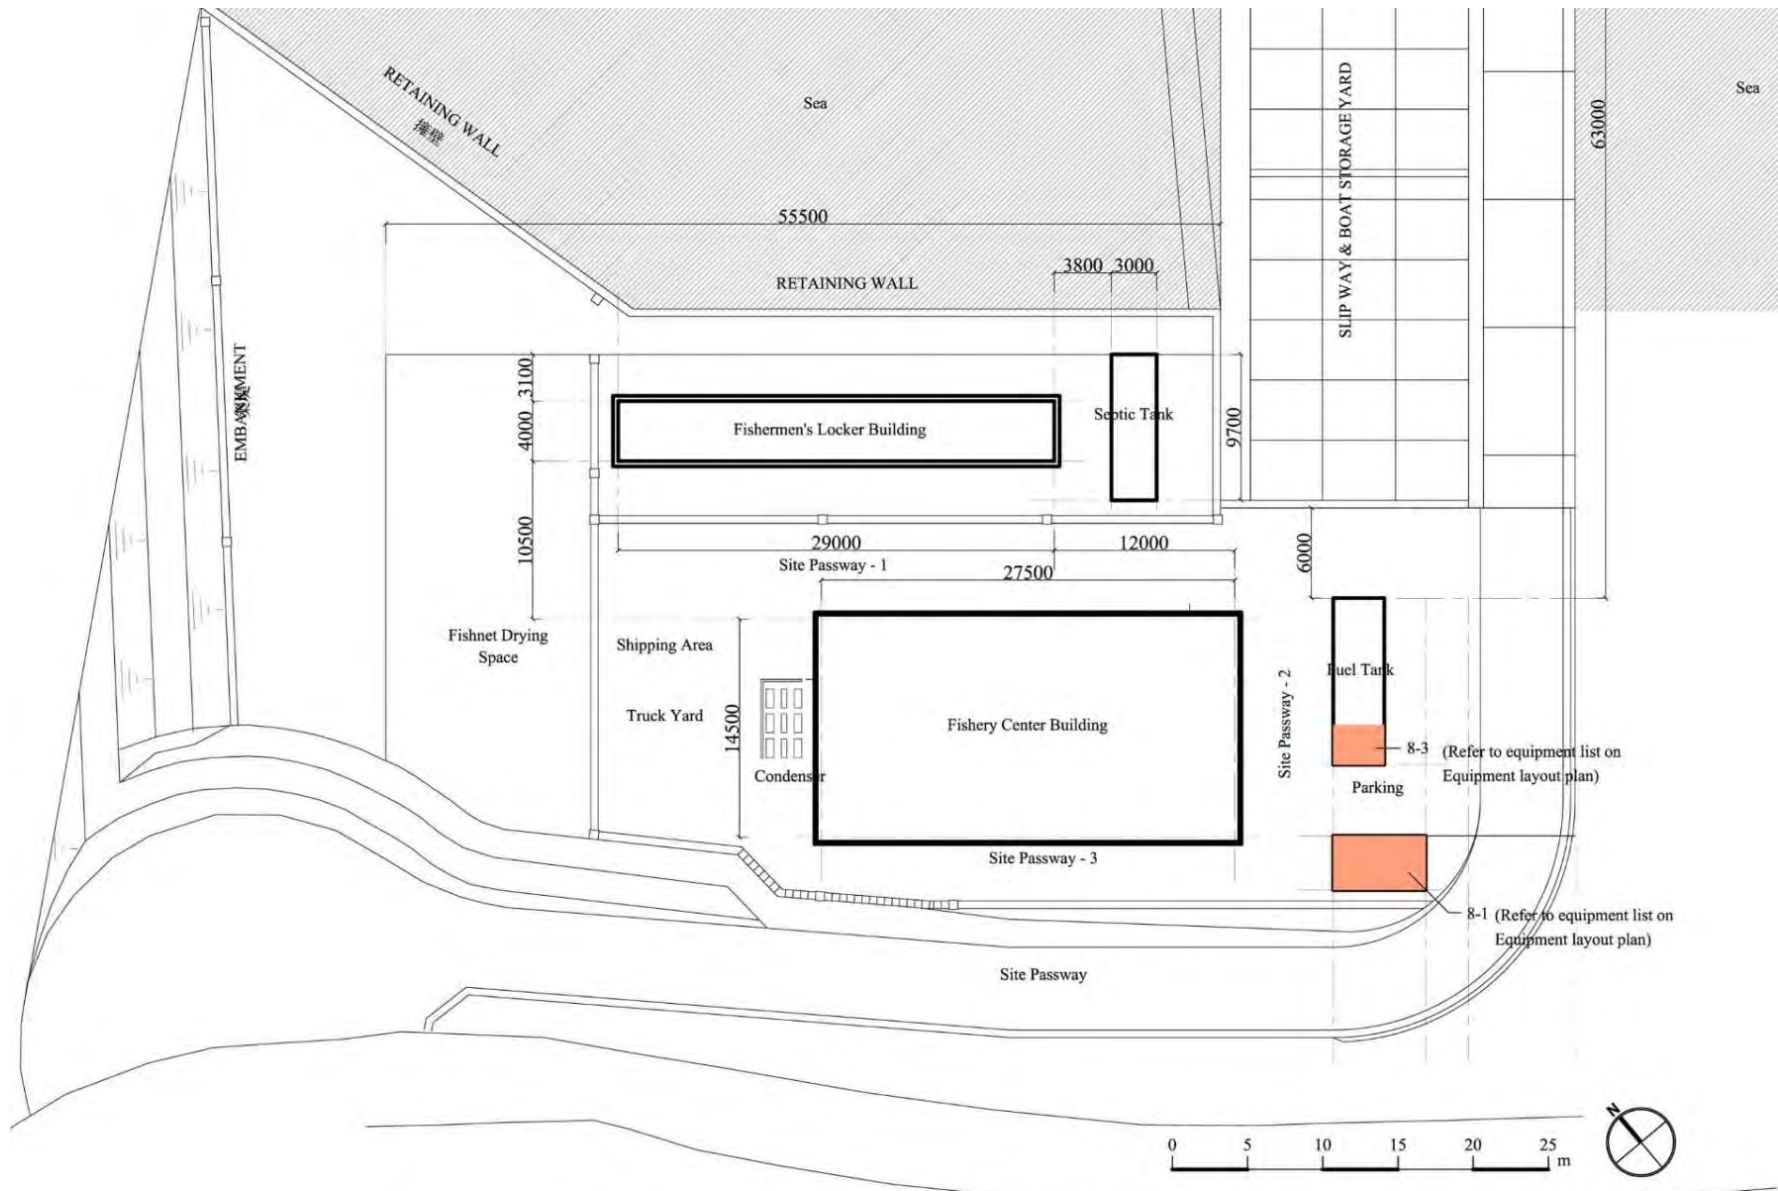 RETAINING WALL
擁壁
Sea
Sea
SLIP WAY & BOAT STORAGE YARD
63000
55500
3800
3000
RETAINING WALL
EMBANKMENT
3100
4000
10500
Fishermen's Locker Building
Septic Tank
9700
29000
12000
Site Passway - 1
27500
6000
Fishnet Drying
Space
Shipping Area
Truck Yard
14500
Condenser
Fishery Center Building
Site Passway - 2
Fuel Tank
8-3 (Refer to equipment list on
Equipment layout plan)
Parking
Site Passway - 3
8-1 (Refer to equipment list on
Equipment layout plan)
Site Passway
N
0 5 10 15 20 25
m